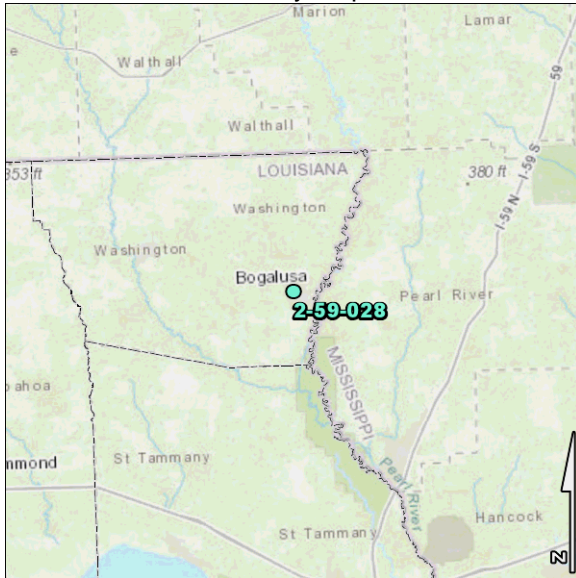 Marion
Lamar
e
Walthall
59
Walthall
LOUISIANA
353 ft
380 ft
I-59 N
I-59 S
Washington
Washington
Bogalusa
2-59-028
Pearl River
MISSISSIPPI
pahoa
mmond
St Tammany
Pearl River
St Tammany
Hancock
N